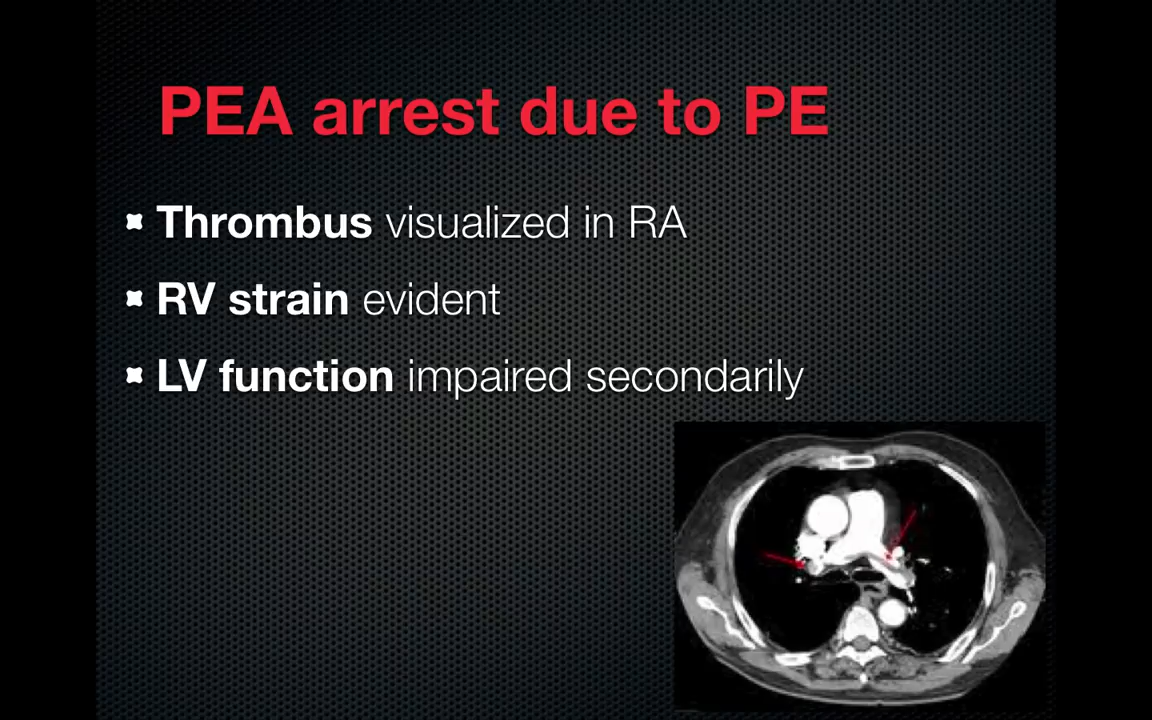 PEA arrest due to PE
Thrombus visualized in RA
RV strain evident
LV function impaired secondarily